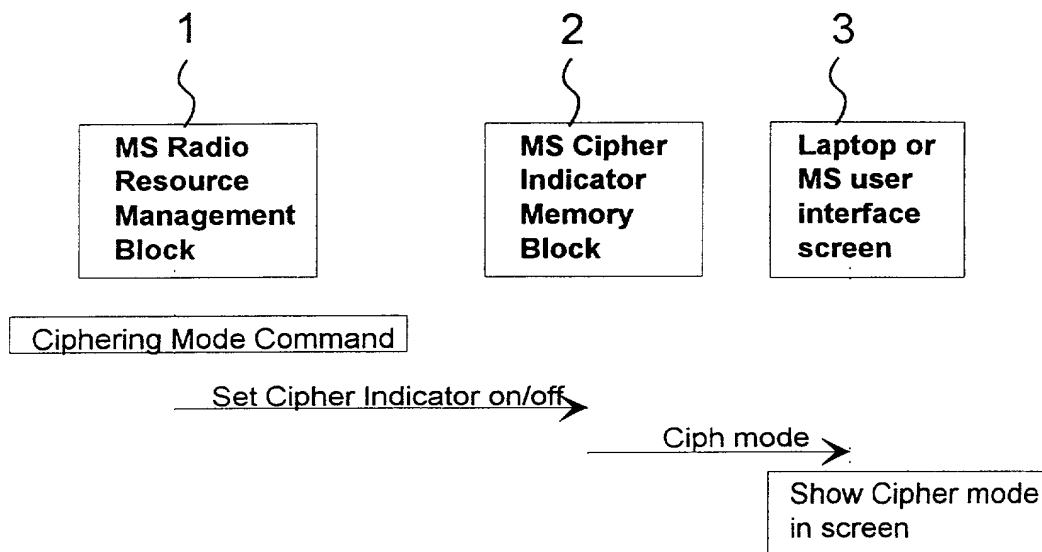 1
2
3
MS Radio
Resource
Management
Block
MS Cipher
Indicator
Memory
Block
Laptop or
MS user
interface
screen
Ciphering Mode Command
Set Cipher Indicator on/off
Ciph mode
Show Cipher mode
in screen